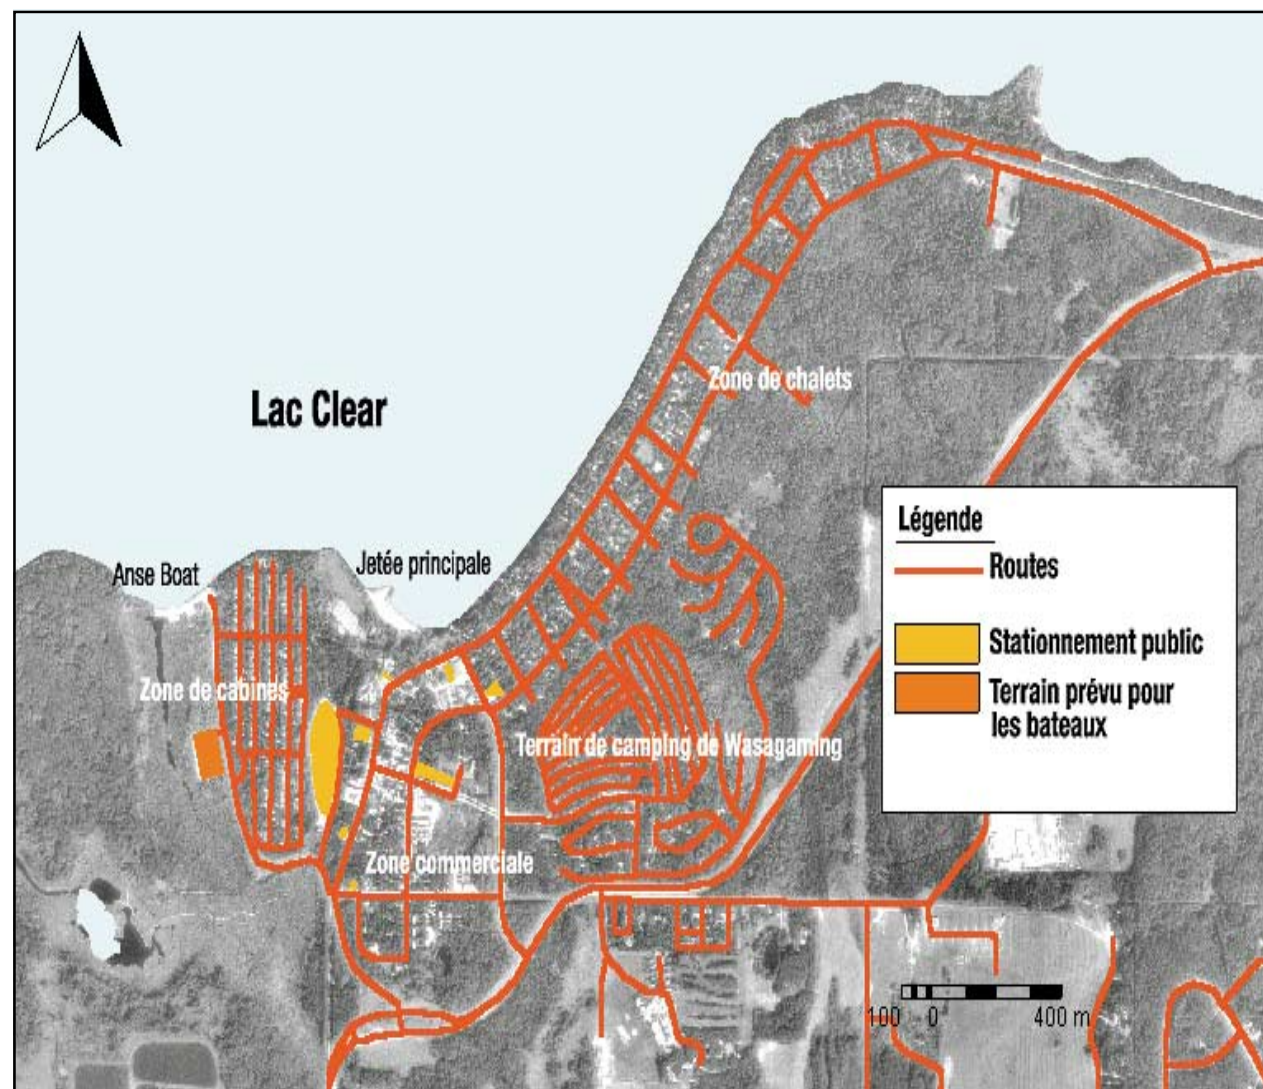 Lac Clear
Zone de chalets
Légende
Routes
Stationnement public
Terrain prévu pour
les bateaux
Anse Boat
Jetée principale
Zone de cabines
Terrain de camping de Wasagaming
Zone commerciale
100 0 400 m